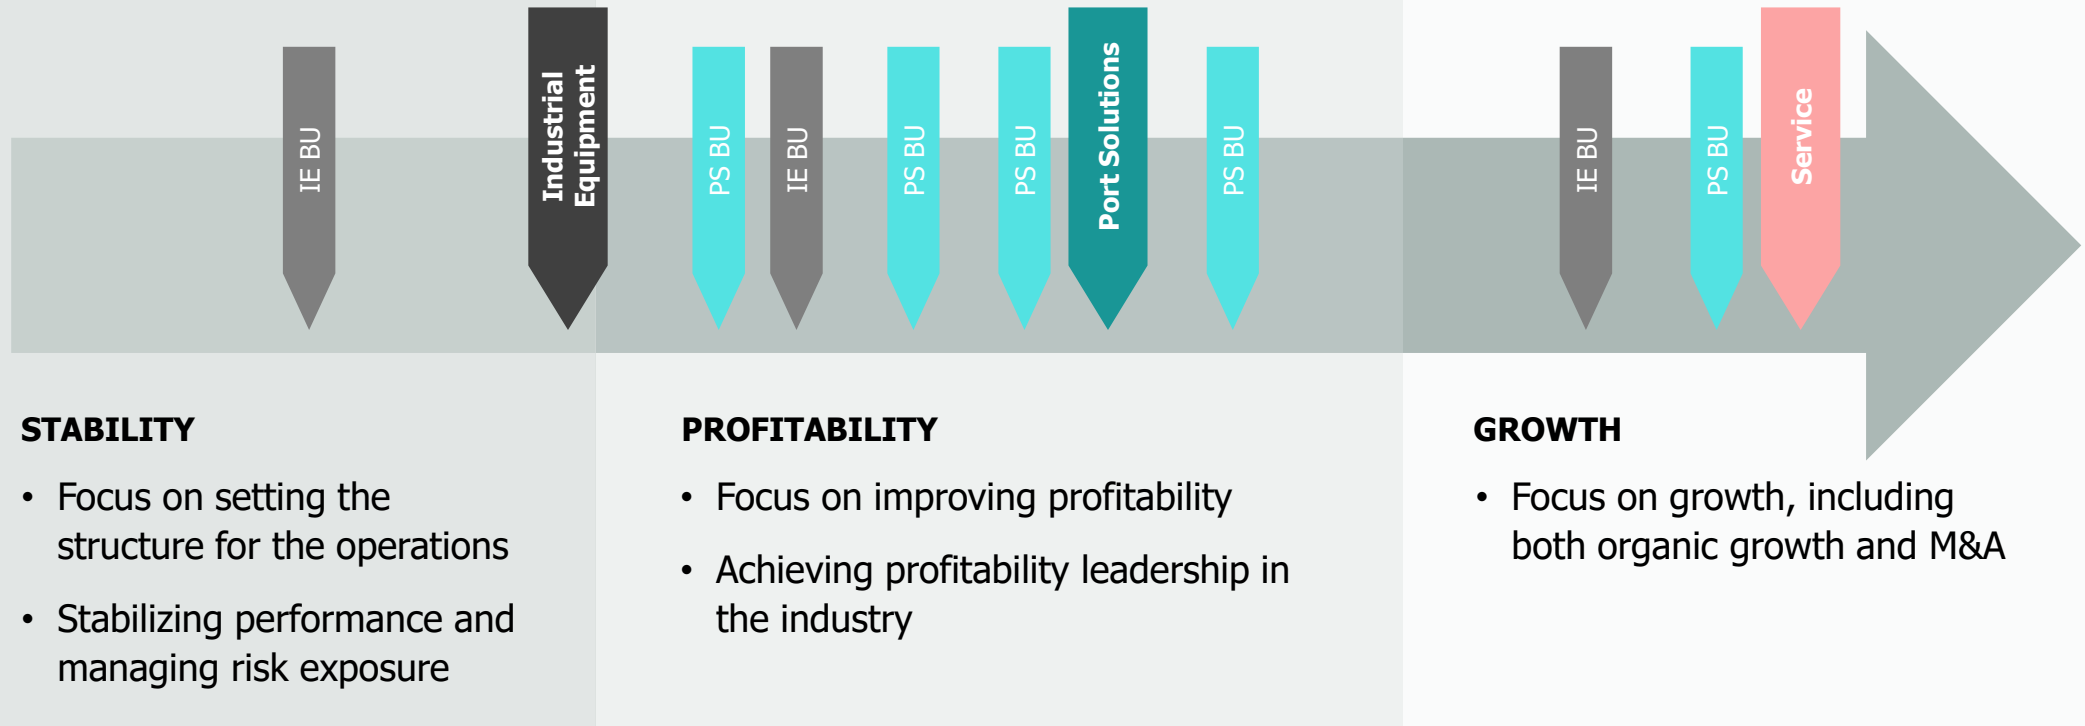 IE BU
Industrial
Equipment
PS BU
IE BU
PS BU
PS BU
Port Solutions
PS BU
IE BU
PS BU
Service
STABILITY
• Focus on setting the
structure for the operations
• Stabilizing performance and
managing risk exposure
PROFITABILITY
• Focus on improving profitability
• Achieving profitability leadership in
the industry
GROWTH
• Focus on growth, including
both organic growth and M&A